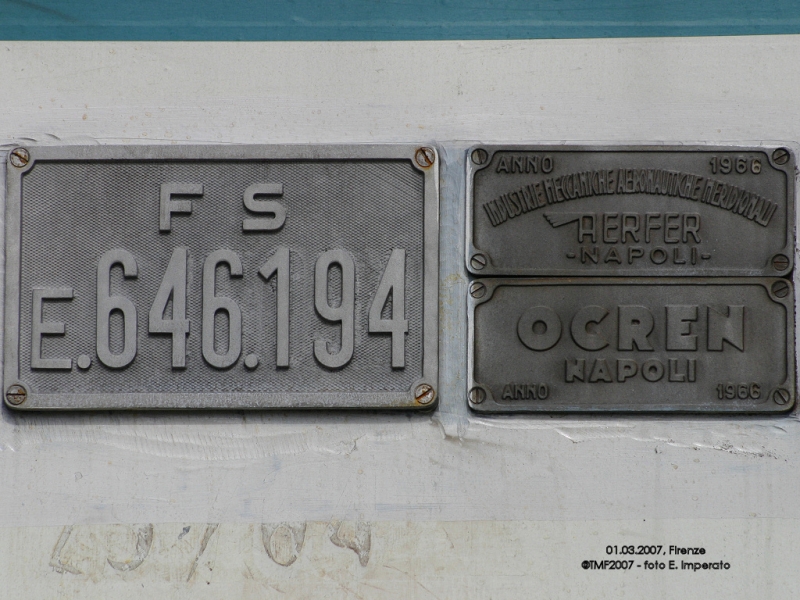 F S
E.646.194
ANNO 1966
INDUSTRIE MECCANICHE AERONAUTICHE MERIDIONALI
AERFER
-NAPOLI-
OCREN
NAPOLI
ANNO 1966
01.03.2007, Firenze
©TMF2007 - foto E. Imperato